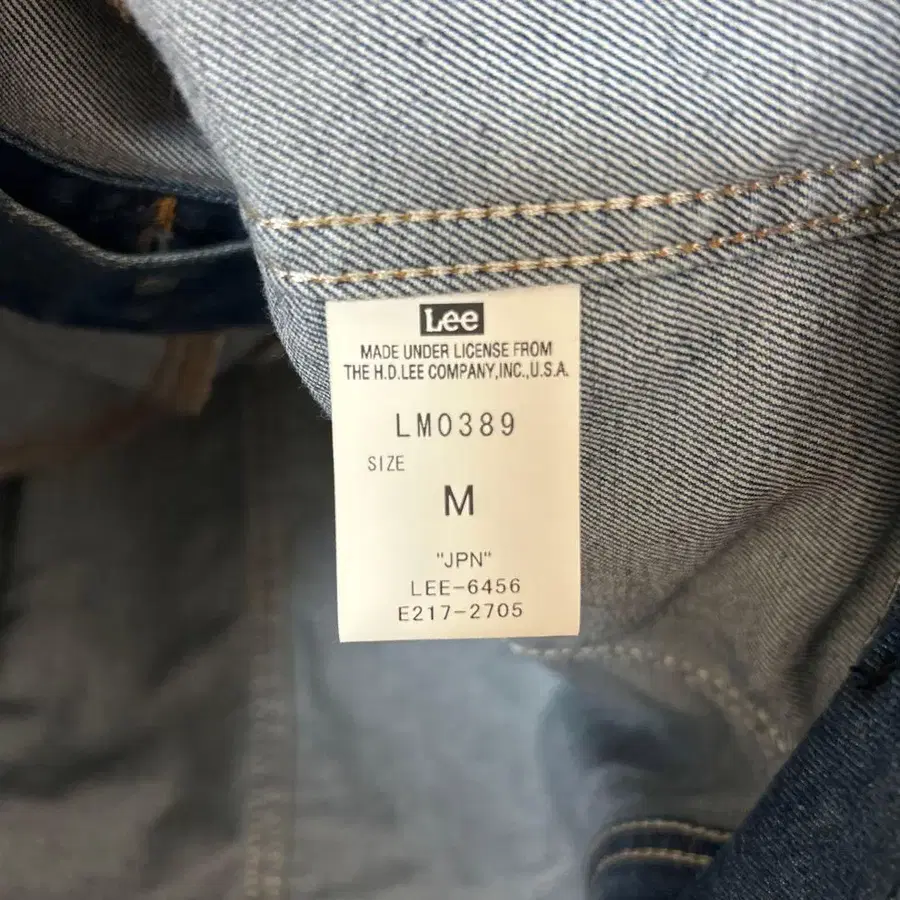 Lee
MADE UNDER LICENSE FROM
THE H.D.LEE COMPANY,INC.,U.S.A.
LM0389
SIZE
M
"JPN"
LEE-6456
E217-2705